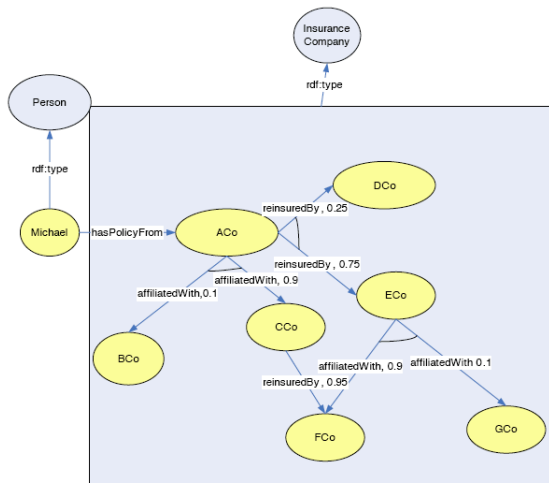 Insurance
Company
rdf:type
Person
rdf:type
DCo
reinsuredBy , 0.25
Michael
hasPolicyFrom
ACo
reinsuredBy , 0.75
affiliatedWith, 0.9
affiliatedWith,0.1
ECo
CCo
BCo
affiliatedWith, 0.9
affiliatedWith 0.1
reinsuredBy , 0.95
FCo
GCo